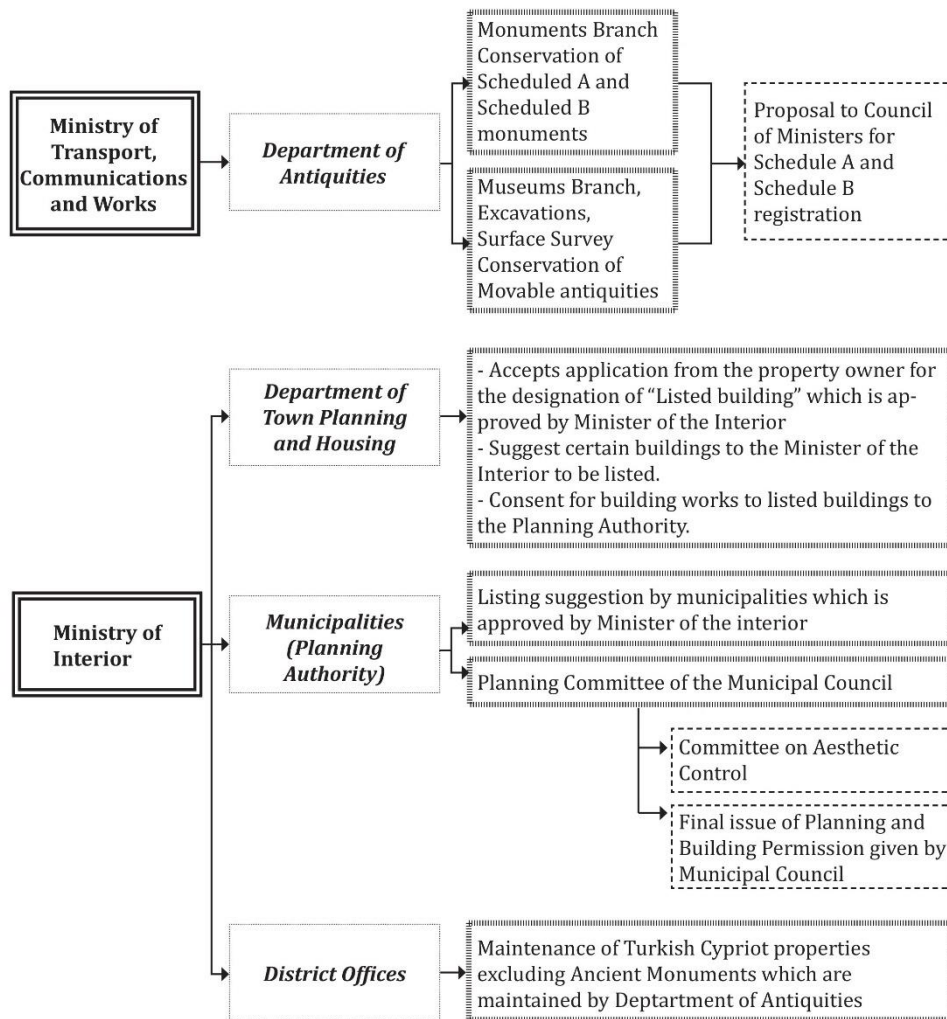 Ministry of
Transport,
Communications
and Works
Department of
Antiquities
Monuments Branch
Conservation of
Scheduled A and
Scheduled B
monuments
Museums Branch,
Excavations,
Surface Survey
Conservation of
Movable antiquities
Proposal to Council
of Ministers for
Schedule A and
Schedule B
registration
Ministry of
Interior
Department of
Town Planning
and Housing
- Accepts application from the property owner for
the designation of “Listed building” which is ap-
proved by Minister of the Interior
- Suggest certain buildings to the Minister of the
Interior to be listed.
- Consent for building works to listed buildings to
the Planning Authority.
Municipalities
(Planning
Authority)
Listing suggestion by municipalities which is
approved by Minister of the interior
Planning Committee of the Municipal Council
Committee on Aesthetic
Control
Final issue of Planning and
Building Permission given by
Municipal Council
District Offices
Maintenance of Turkish Cypriot properties
excluding Ancient Monuments which are
maintained by Deptartment of Antiquities